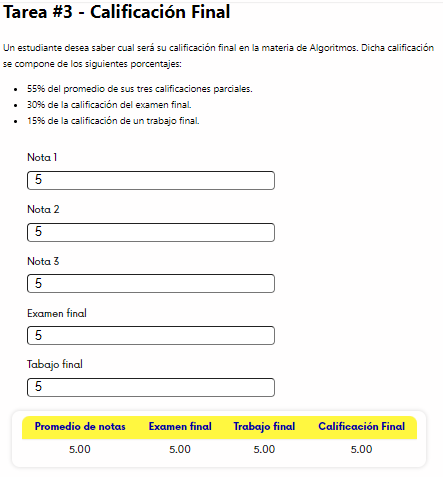 Tarea #3 - Calificación Final
Un estudiante desea saber cual será su calificación final en la materia de Algoritmos. Dicha calificación
se compone de los siguientes porcentajes:
• 55% del promedio de sus tres calificaciones parciales.
• 30% de la calificación del examen final.
• 15% de la calificación de un trabajo final.
Nota 1
5
Nota 2
5
Nota 3
5
Examen final
5
Tabajo final
5
Promedio de notas Examen final Trabajo final Calificación Final
5.00 5.00 5.00 5.00